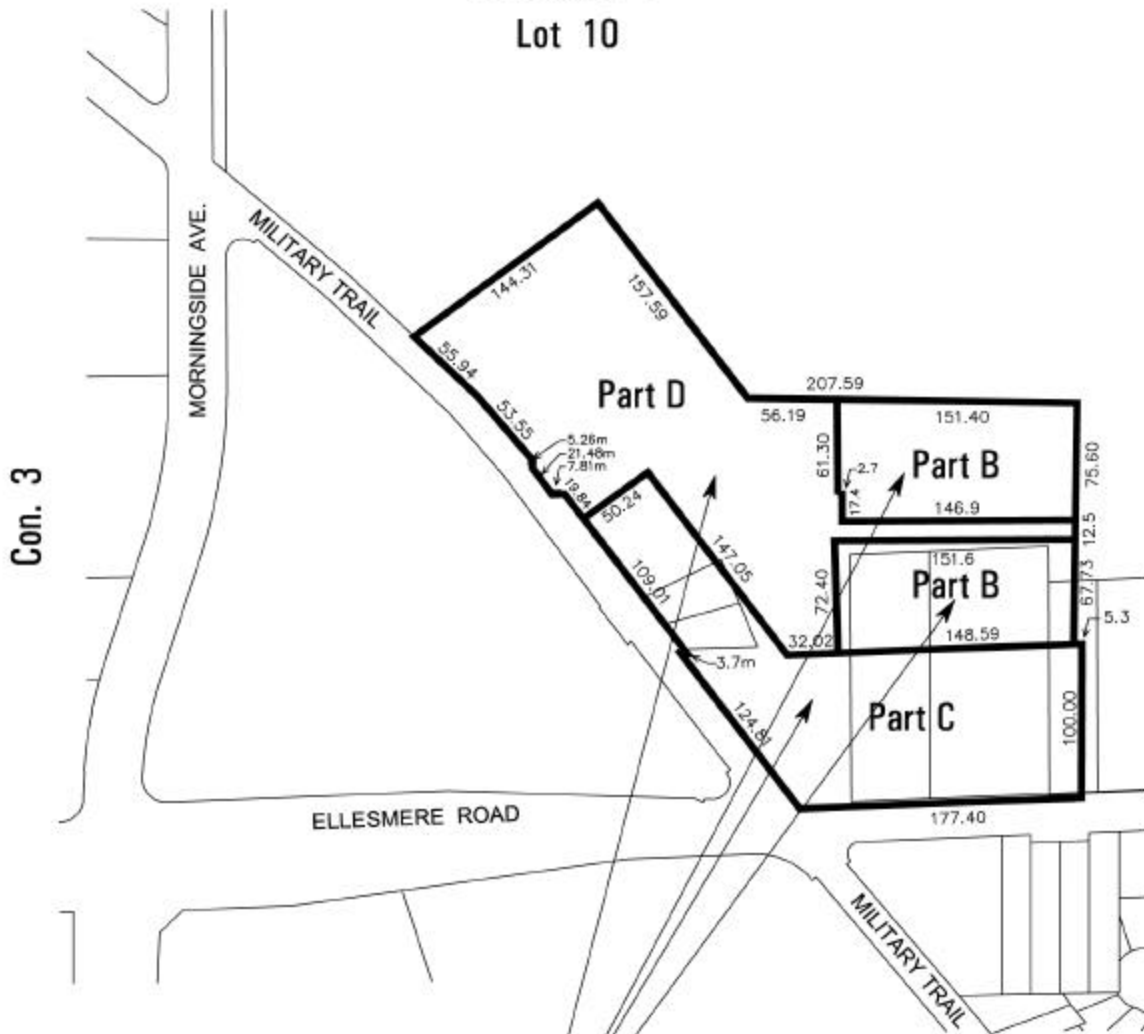 Lot 10
MORNINGSIDE AVE.
MILITARY TRAIL
144.31
157.59
55.94
53.55
5.26m
21.48m
7.81m
19.84
Part D
207.59
56.19
151.40
61.30
Part B
75.60
2.7
17.4
146.9
12.5
50.24
147.05
109.01
72.40
151.6
Part B
67.73
5.3
32.02
148.59
3.7m
Con. 3
124.81
Part C
100.00
ELLESMERE ROAD
177.40
MILITARY TRAIL